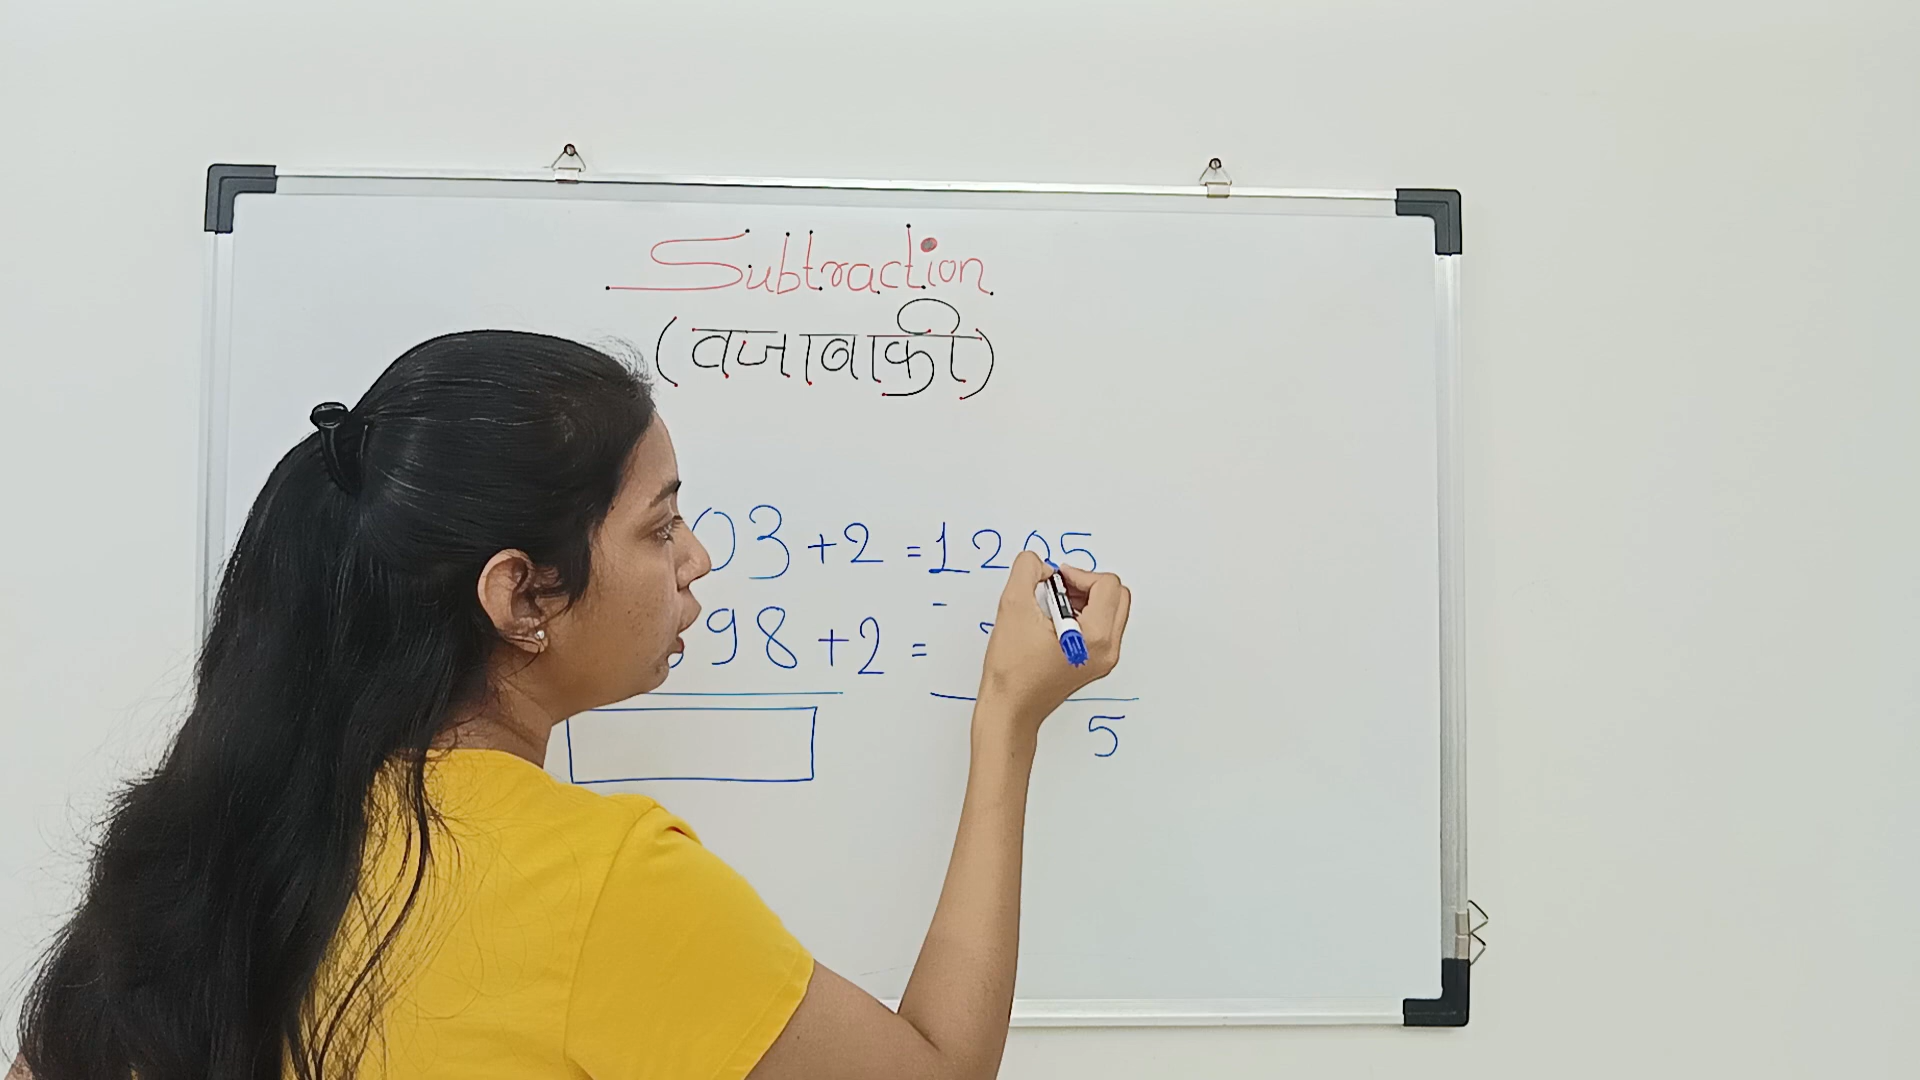 Subtraction
(वजाबाकी)
03 +2 = 1205
98 +2 =
5